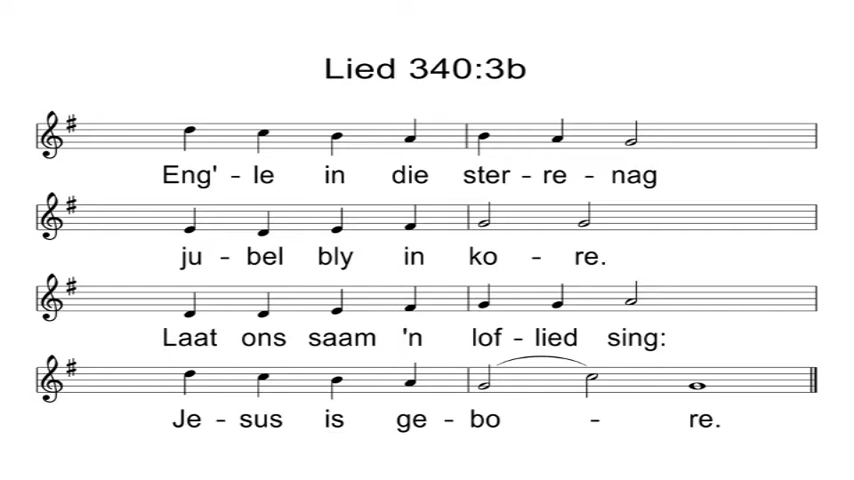 Lied 340:3b
Eng' - le in die ster - re - nag
ju - bel bly in ko - re.
Laat ons saam 'n lof - lied sing:
Je - sus is ge - bo - re.